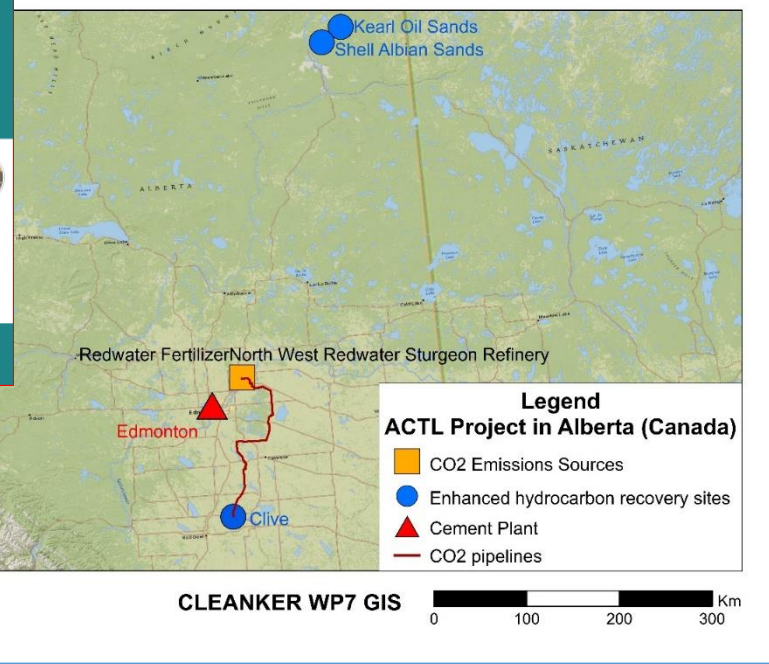 Kearl Oil Sands
Shell Albian Sands
SASKATCHEWAN
ALBERTA
Redwater FertilizerNorth West Redwater Sturgeon Refinery
Edmonton
Clive
Legend
ACTL Project in Alberta (Canada)
CO2 Emissions Sources
Enhanced hydrocarbon recovery sites
Cement Plant
CO2 pipelines
CLEANKER WP7 GIS
Km
0 100 200 300